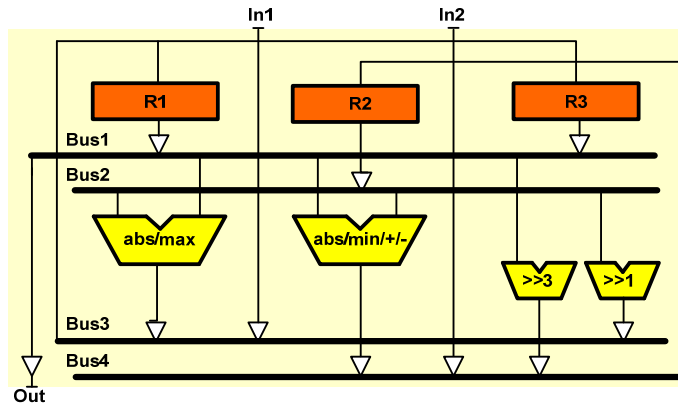 In1 In2
R1 R2 R3
Bus1
Bus2
abs/max abs/min/+/-
>>3 >>1
Bus3
Bus4
Out